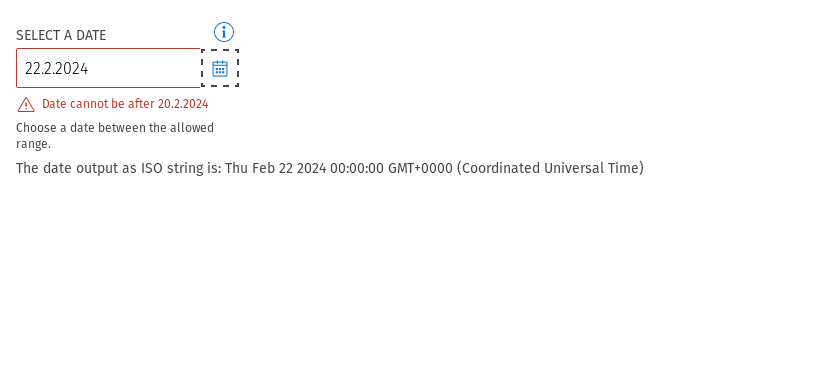 SELECT A DATE
22.2.2024
Date cannot be after 20.2.2024
Choose a date between the allowed
range.
The date output as ISO string is: Thu Feb 22 2024 00:00:00 GMT+0000 (Coordinated Universal Time)